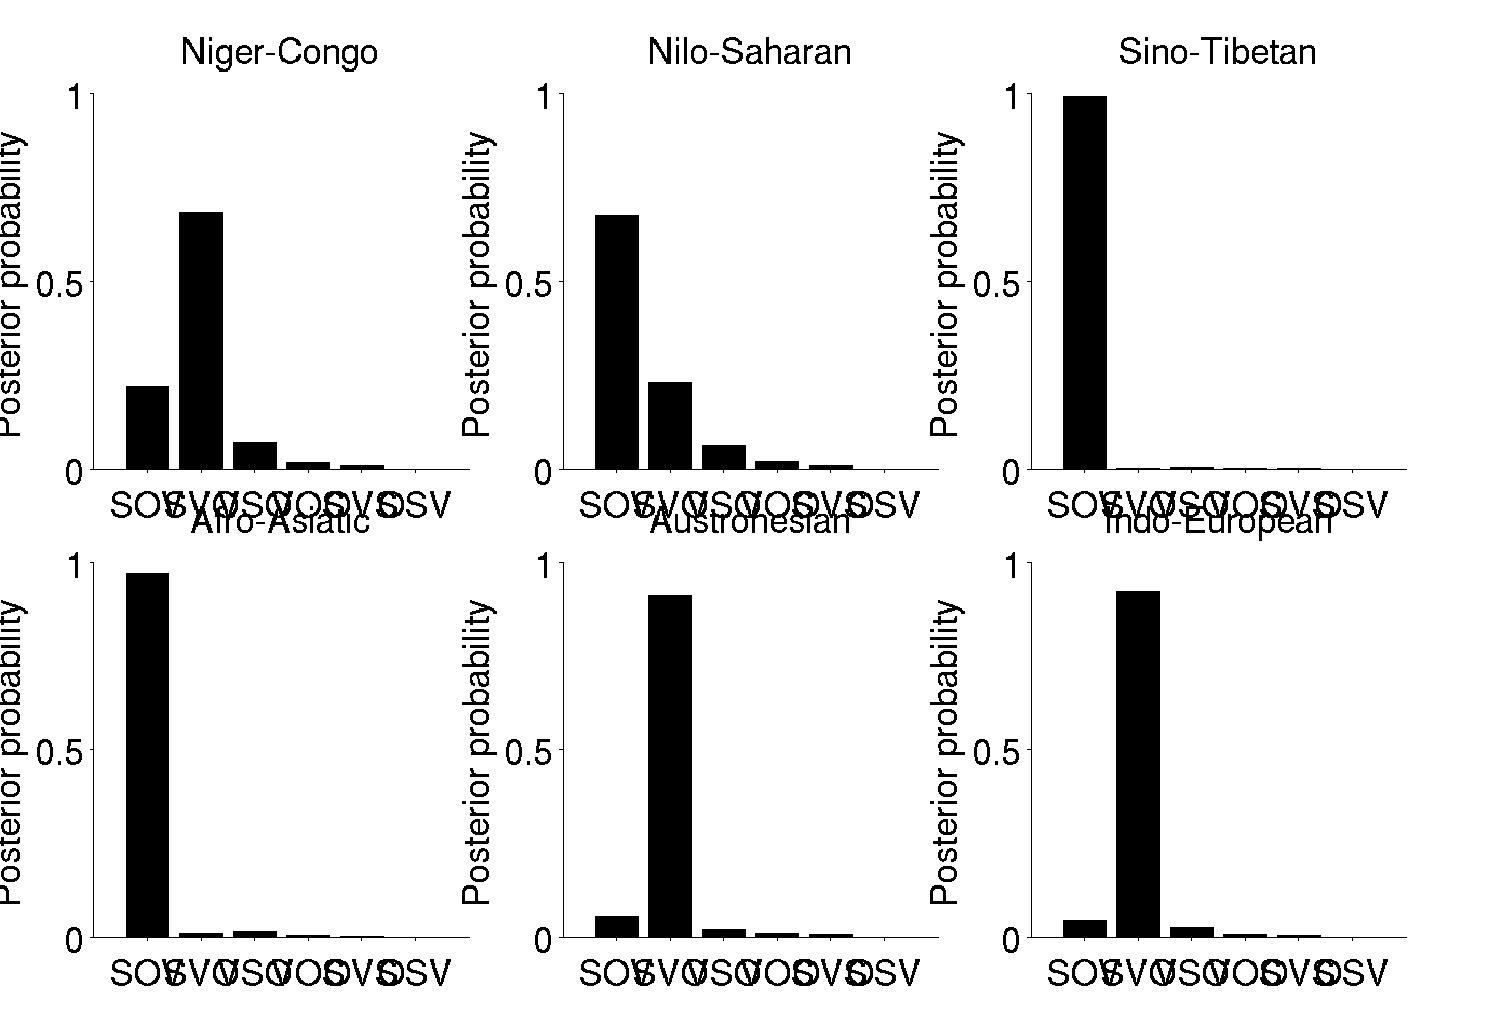 Niger-Congo
Posterior probability
1
0.5
0
SOV SVO VSO VOS OVS OSV
Nilo-Saharan
Posterior probability
1
0.5
0
SOV SVO VSO VOS OVS OSV
Sino-Tibetan
Posterior probability
1
0.5
0
SOV SVO VSO VOS OVS OSV
Afro-Asiatic
Posterior probability
1
0.5
0
SOV SVO VSO VOS OVS OSV
Austronesian
Posterior probability
1
0.5
0
SOV SVO VSO VOS OVS OSV
Indo-European
Posterior probability
1
0.5
0
SOV SVO VSO VOS OVS OSV